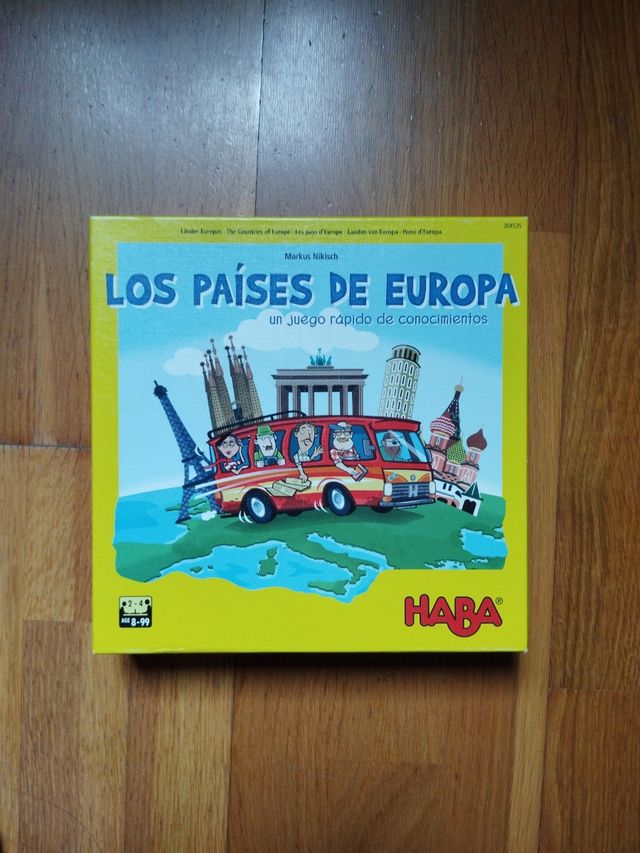 Länder Europas · The Countries of Europe · Les pays d'Europe · Landen van Europa · Paesi d'Europa
304535
Markus Nikisch
LOS PAÍSES DE EUROPA
un juego rápido de conocimientos
2 - 4
AGE 8-99
HABA®